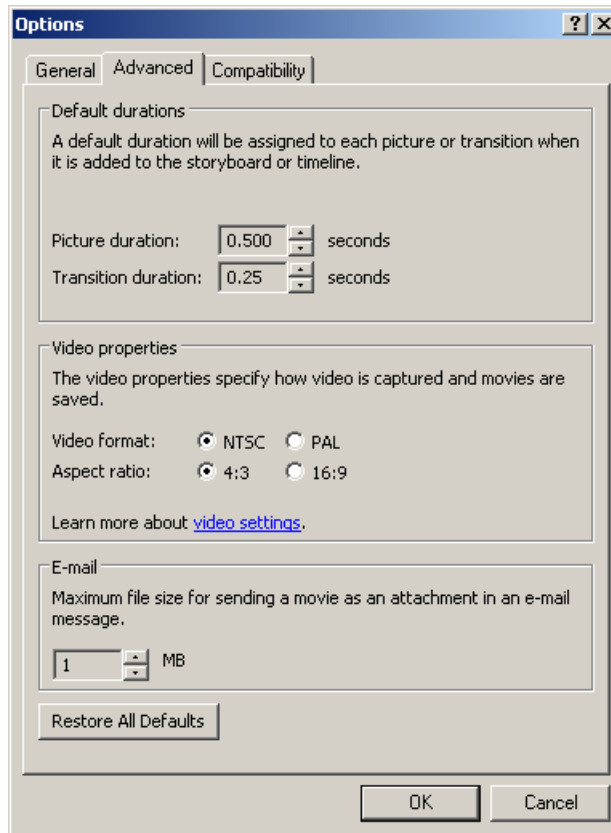 Options
General Advanced Compatibility
Default durations
A default duration will be assigned to each picture or transition when
it is added to the storyboard or timeline.
Picture duration: 0.500 seconds
Transition duration: 0.25 seconds
Video properties
The video properties specify how video is captured and movies are
saved.
Video format: NTSC PAL
Aspect ratio: 4:3 16:9
Learn more about video settings.
E-mail
Maximum file size for sending a movie as an attachment in an e-mail
message.
1 MB
Restore All Defaults
OK Cancel